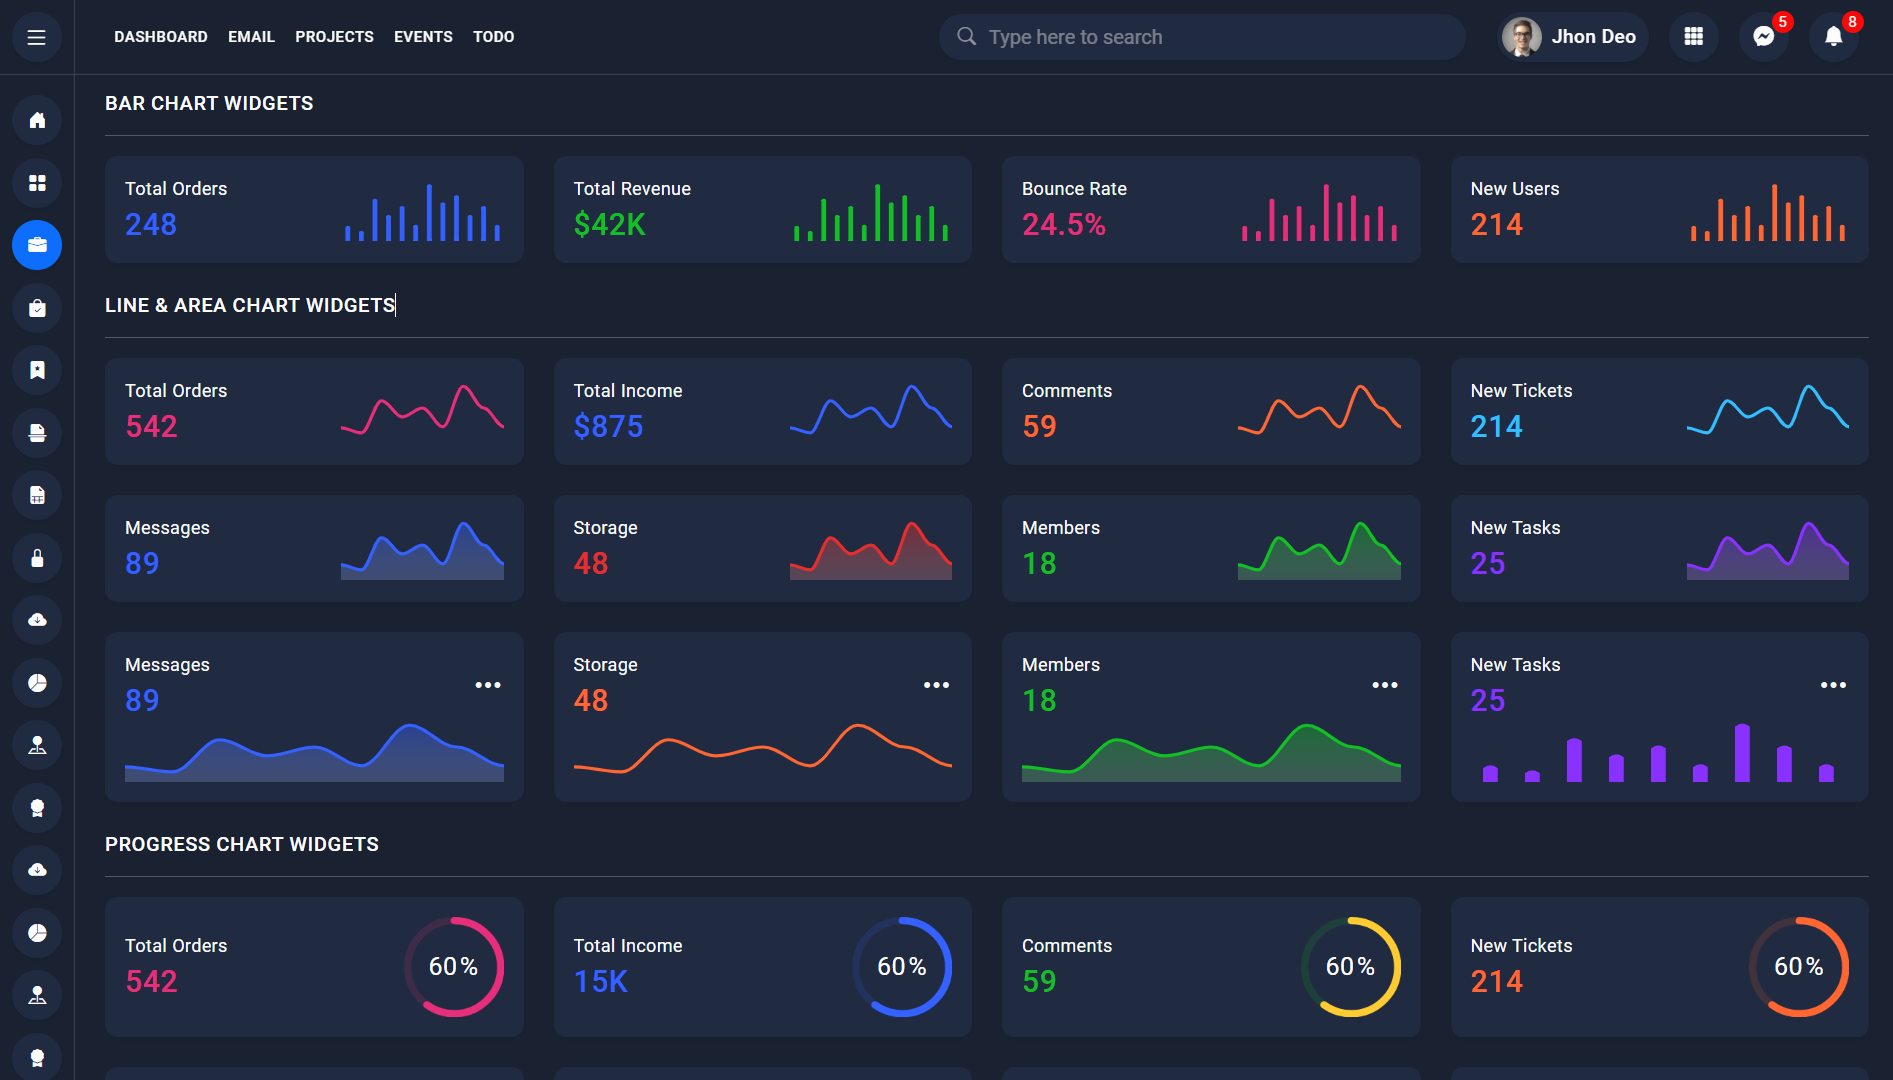 DASHBOARD EMAIL PROJECTS EVENTS TODO Type here to search Jhon Deo 5 8
BAR CHART WIDGETS
Total Orders
248
Total Revenue
$42K
Bounce Rate
24.5%
New Users
214
LINE & AREA CHART WIDGETS
Total Orders
542
Total Income
$875
Comments
59
New Tickets
214
Messages
89
Storage
48
Members
18
New Tasks
25
Messages
89
Storage
48
Members
18
New Tasks
25
PROGRESS CHART WIDGETS
Total Orders
542
60%
Total Income
15K
60%
Comments
59
60%
New Tickets
214
60%